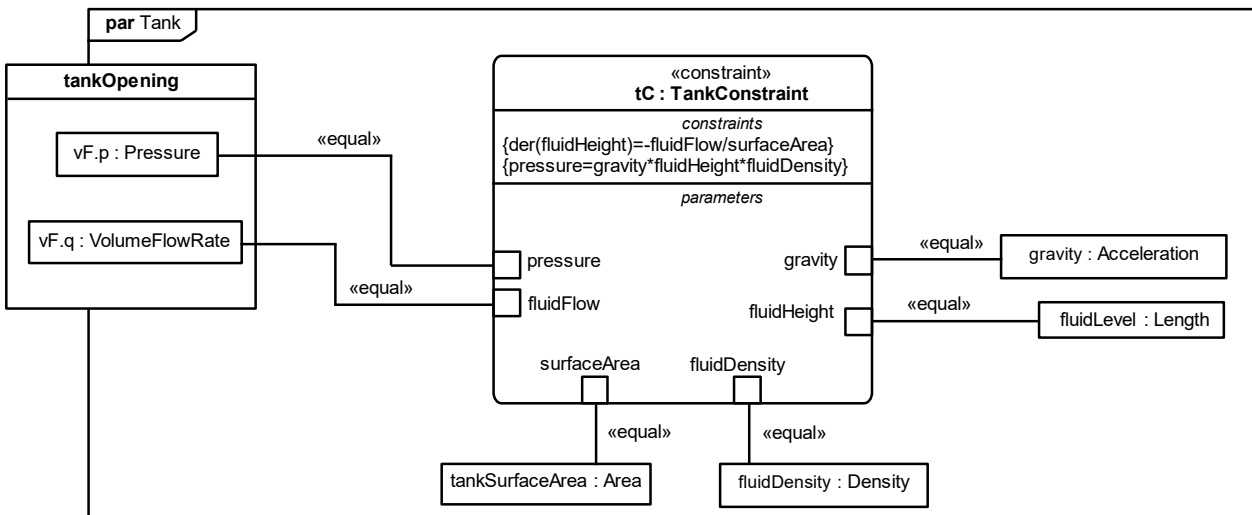 par Tank
tankOpening
vF.p : Pressure
«equal»
vF.q : VolumeFlowRate
«equal»
«constraint»
tC : TankConstraint
constraints
{der(fluidHeight)=-fluidFlow/surfaceArea}
{pressure=gravity*fluidHeight*fluidDensity}
parameters
pressure
fluidFlow
gravity
fluidHeight
surfaceArea
fluidDensity
«equal»
gravity : Acceleration
«equal»
fluidLevel : Length
«equal»
«equal»
tankSurfaceArea : Area
fluidDensity : Density